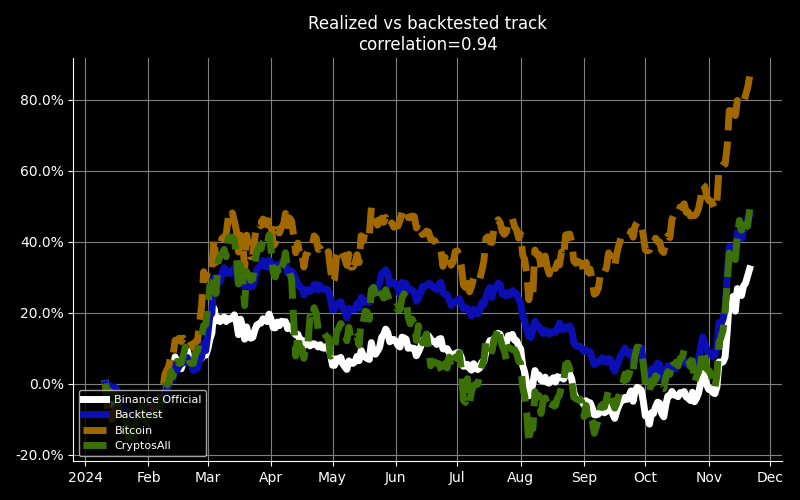 Realized vs backtested track
correlation=0.94
80.0%
60.0%
40.0%
20.0%
0.0%
-20.0%
Binance Official
Backtest
Bitcoin
CryptosAll
2024 Feb Mar Apr May Jun Jul Aug Sep Oct Nov Dec